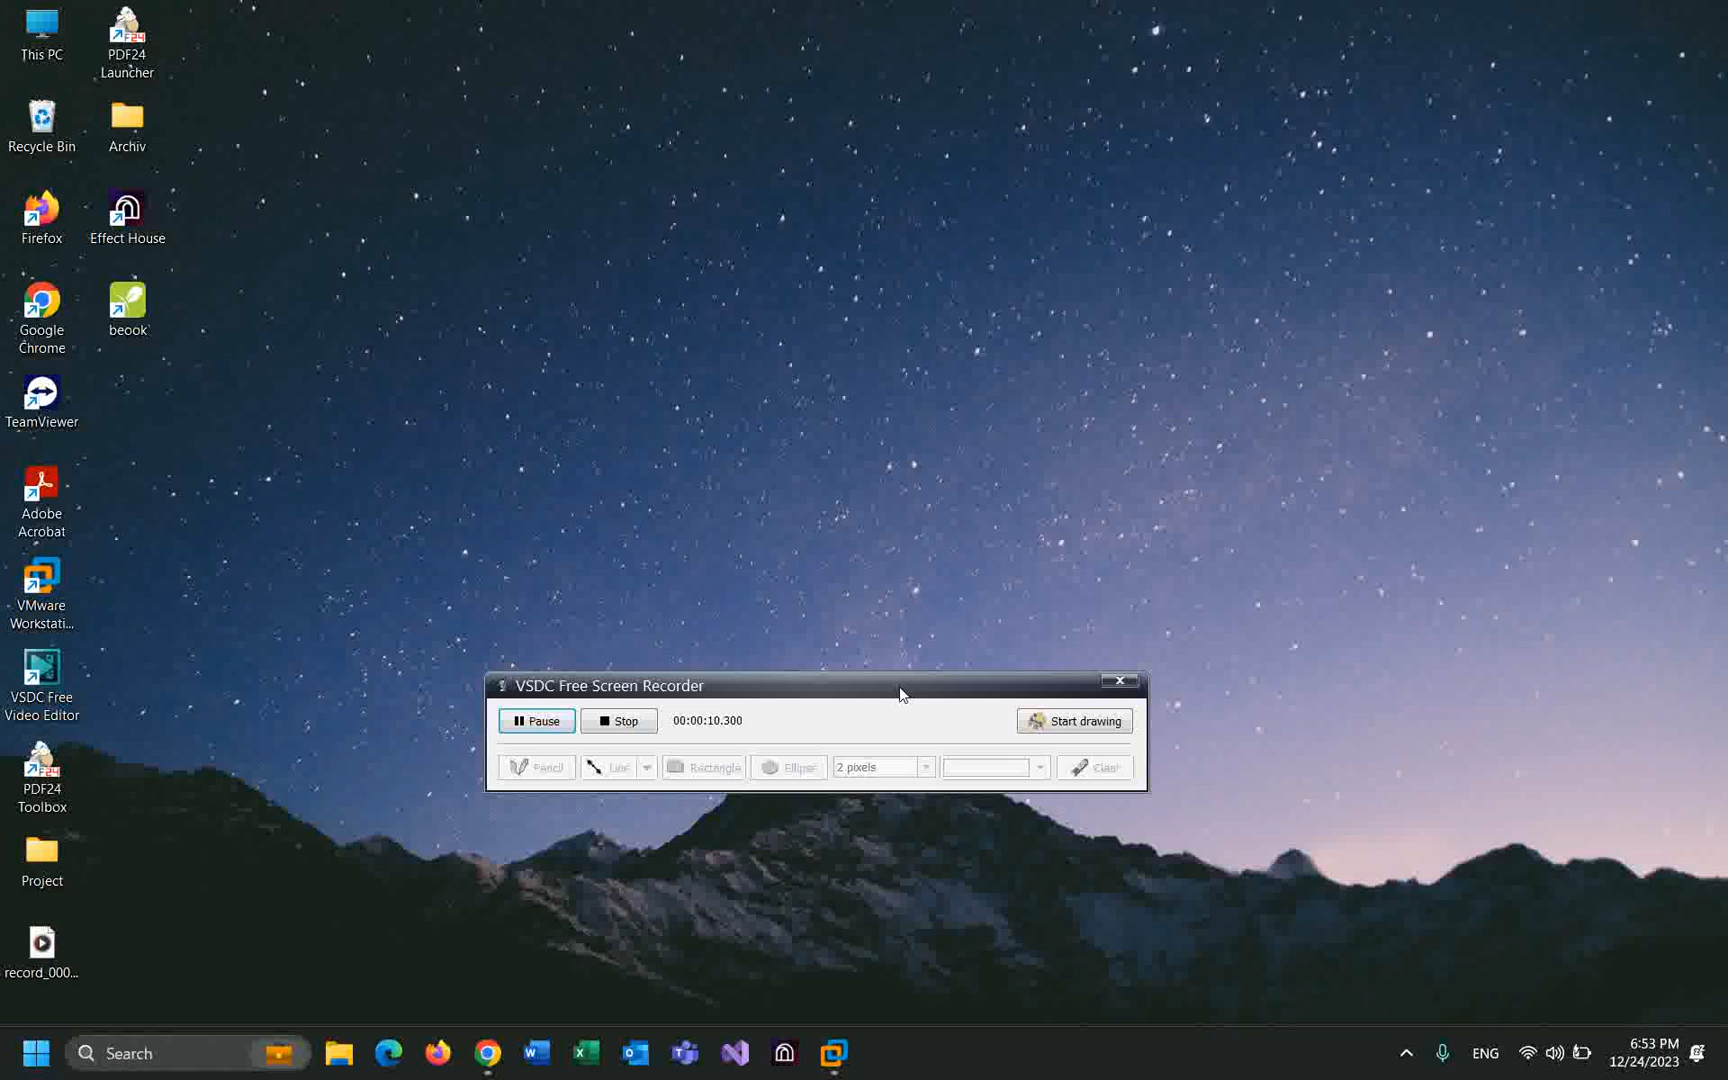 This PC
PDF24
Launcher
Recycle Bin
Archiv
Firefox
Effect House
Google
Chrome
beook
TeamViewer
Adobe
Acrobat
VMware
Workstati...
VSDC Free
Video Editor
PDF24
Toolbox
Project
record_000...
VSDC Free Screen Recorder
Pause
Stop
00:00:10.300
Start drawing
Pencil
Line
Rectangle
Ellipse
2 pixels
Search
ENG
6:53 PM
12/24/2023